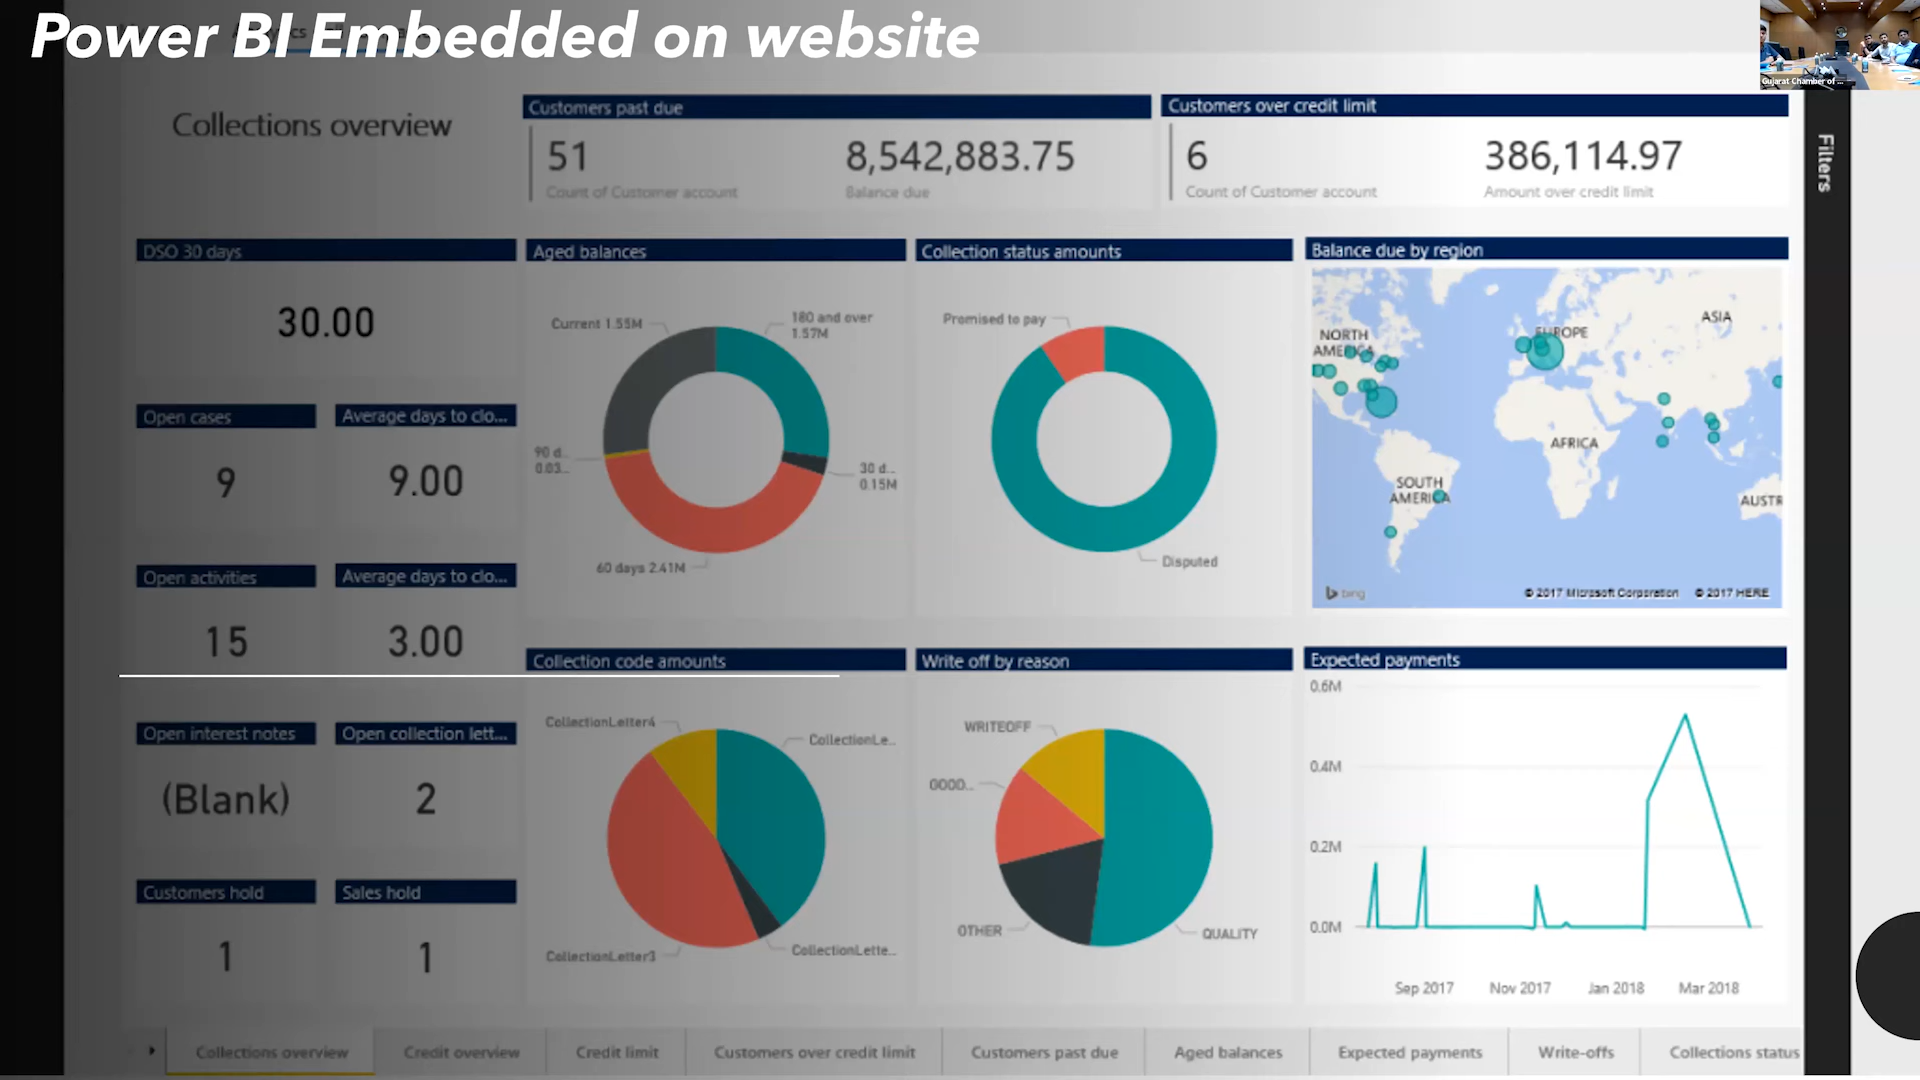 Power BI Embedded on website
Gujarat Chamber of ...
Collections overview
Customers past due
51
Count of Customer account
8,542,883.75
Balance due
Customers over credit limit
6
Count of Customer account
386,114.97
Amount over credit limit
Filters
DSO 30 days
30.00
Open cases
9
Average days to clo...
9.00
Open activities
15
Average days to clo...
3.00
Open interest notes
(Blank)
Open collection lett...
2
Customers hold
1
Sales hold
1
Aged balances
Current 1.55M
180 and over
1.57M
90 d...
0.03...
30 d...
0.15M
60 days 2.41M
Collection status amounts
Promised to pay
Disputed
Balance due by region
NORTH
AMERICA
EUROPE
ASIA
AFRICA
SOUTH
AMERICA
AUSTR
bing
© 2017 Microsoft Corporation © 2017 HERE
Collection code amounts
CollectionLetter4
CollectionLe...
CollectionLetter3
CollectionLette...
Write off by reason
WRITEOFF
0000...
OTHER
QUALITY
Expected payments
0.6M
0.4M
0.2M
0.0M
Sep 2017
Nov 2017
Jan 2018
Mar 2018
Collections overview
Credit overview
Credit limit
Customers over credit limit
Customers past due
Aged balances
Expected payments
Write-offs
Collections status